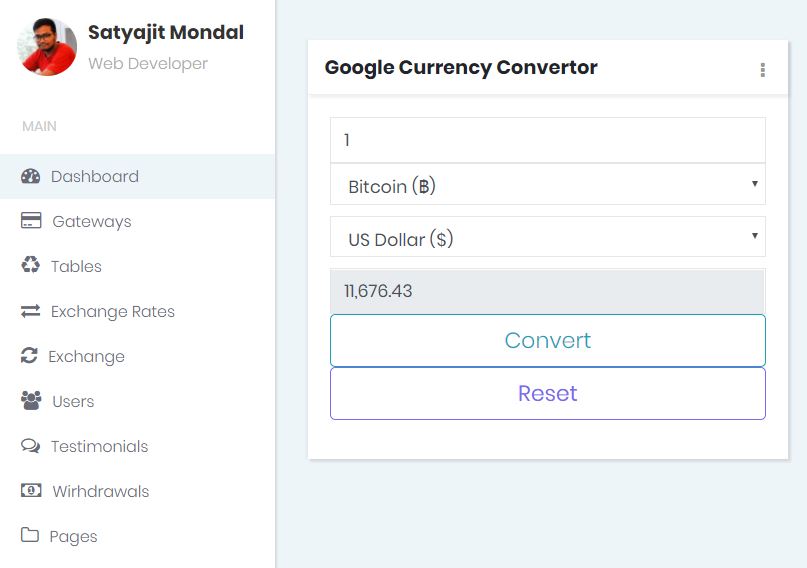 Satyajit Mondal
Web Developer
MAIN
Dashboard
Gateways
Tables
Exchange Rates
Exchange
Users
Testimonials
Wirhdrawals
Pages
Google Currency Convertor
1
Bitcoin (฿)
US Dollar ($)
11,676.43
Convert
Reset